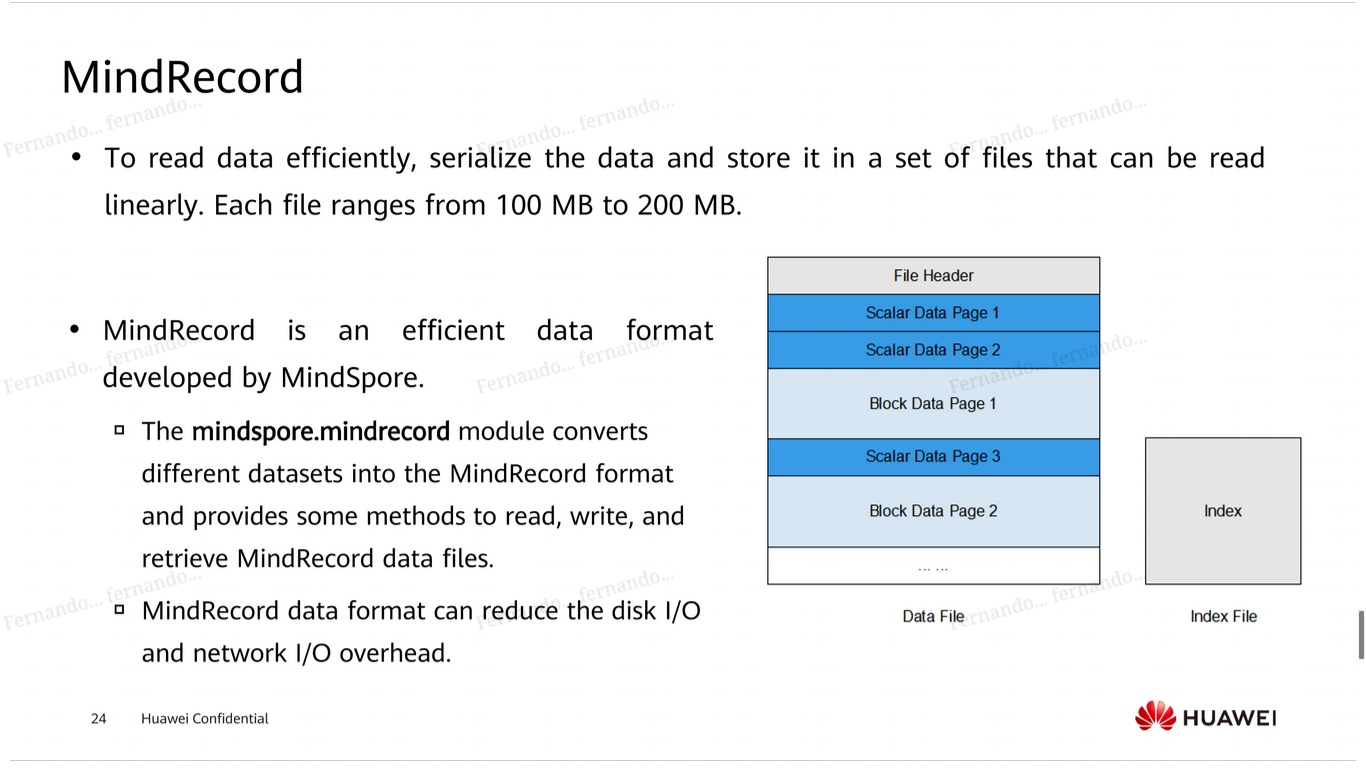 MindRecord
• To read data efficiently, serialize the data and store it in a set of files that can be read
linearly. Each file ranges from 100 MB to 200 MB.
• MindRecord is an efficient data format
developed by MindSpore.
The mindspore.mindrecord module converts
different datasets into the MindRecord format
and provides some methods to read, write, and
retrieve MindRecord data files.
MindRecord data format can reduce the disk I/O
and network I/O overhead.
File Header
Scalar Data Page 1
Scalar Data Page 2
Block Data Page 1
Scalar Data Page 3
Block Data Page 2
... ...
Data File
Index
Index File
24 Huawei Confidential
HUAWEI
Fernando... fernando...
Fernando... fernando...
Fernando... fernando...
Fernando... fernando...
Fernando... fernando...
Fernando... fernando...
Fernando... fernando...
Fernando... fernando...
Fernando... fernando...